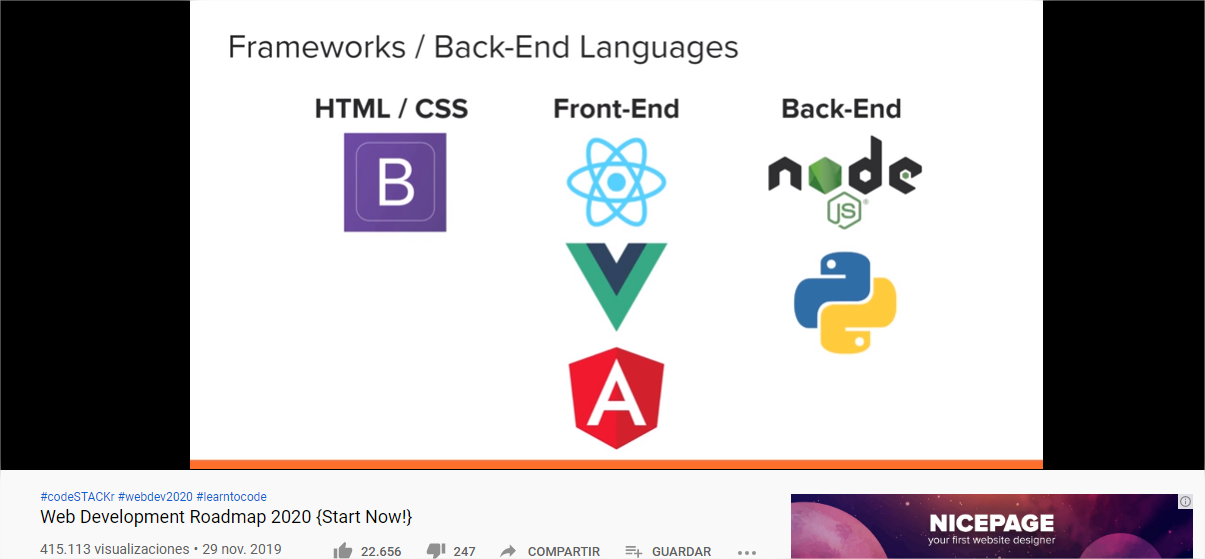 Frameworks / Back-End Languages
HTML / CSS
Front-End
Back-End
B
node
JS
A
#codeSTACKr #webdev2020 #learntocode
Web Development Roadmap 2020 {Start Now!}
415.113 visualizaciones • 29 nov. 2019
22.656
247
COMPARTIR
GUARDAR
NICEPAGE
your first website designer